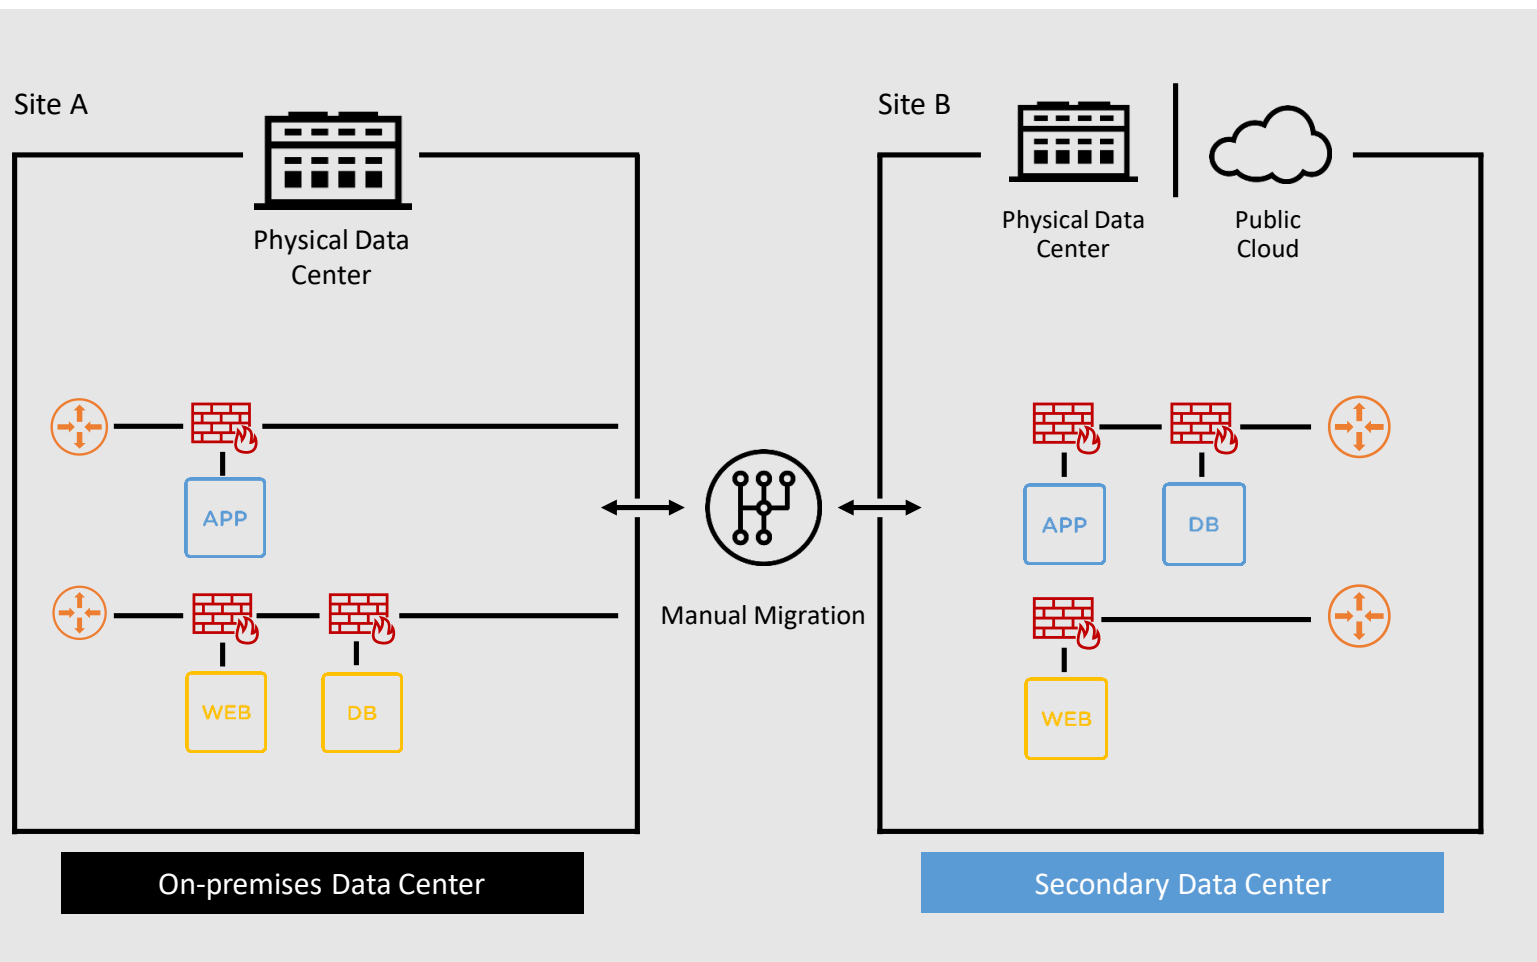 Site A
Physical Data
Center
APP
WEB
DB
On-premises Data Center
Manual Migration
Site B
Physical Data
Center
Public
Cloud
APP
DB
WEB
Secondary Data Center